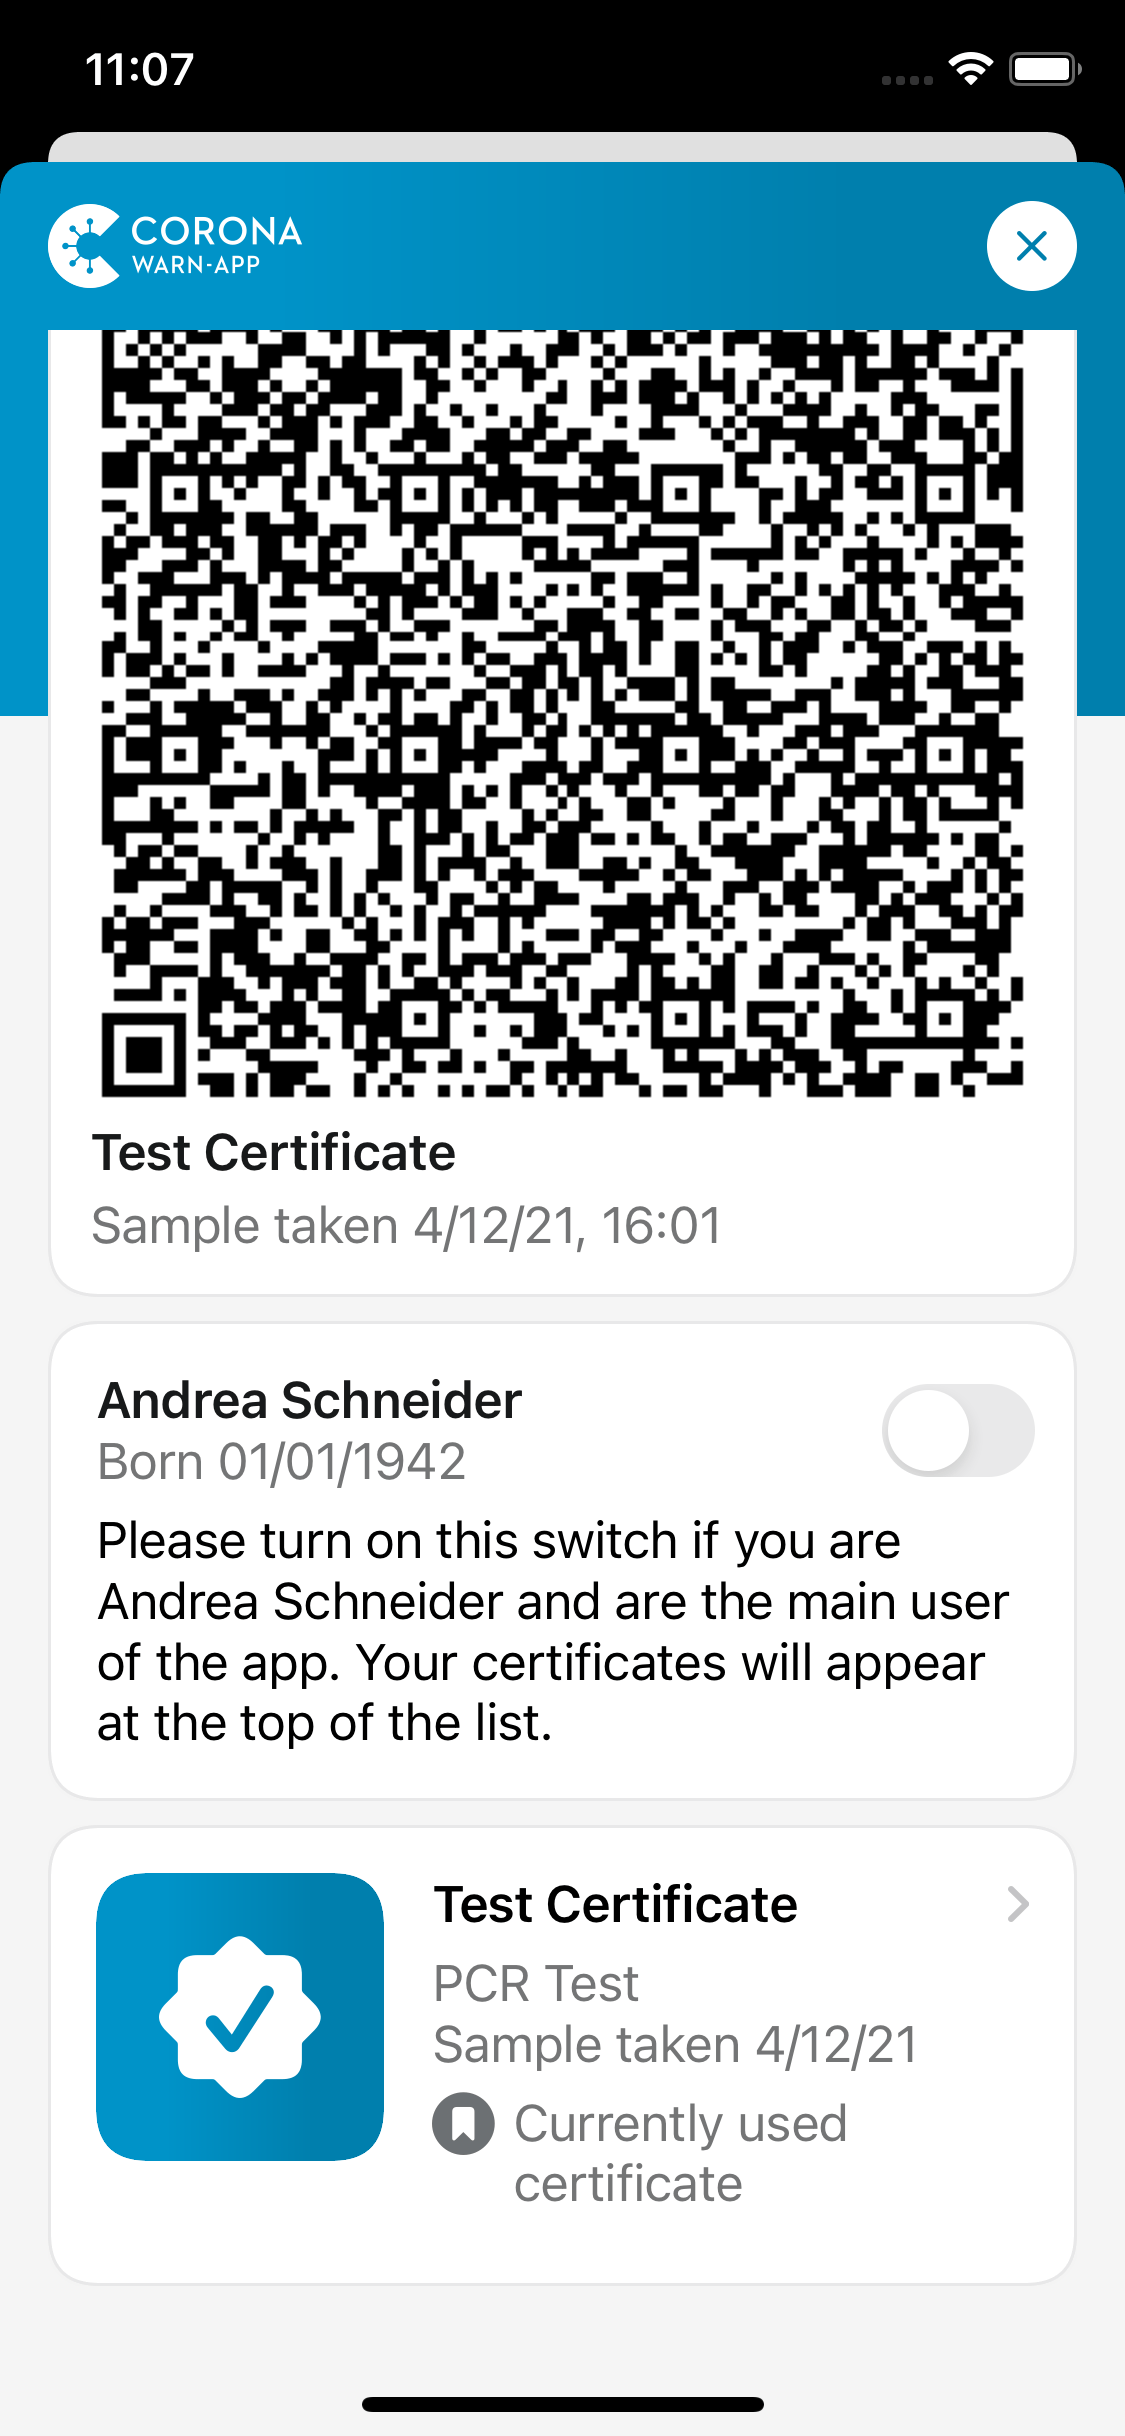 11:07
CORONA
WARN-APP
Test Certificate
Sample taken 4/12/21, 16:01
Andrea Schneider
Born 01/01/1942
Please turn on this switch if you are
Andrea Schneider and are the main user
of the app. Your certificates will appear
at the top of the list.
Test Certificate
PCR Test
Sample taken 4/12/21
Currently used
certificate